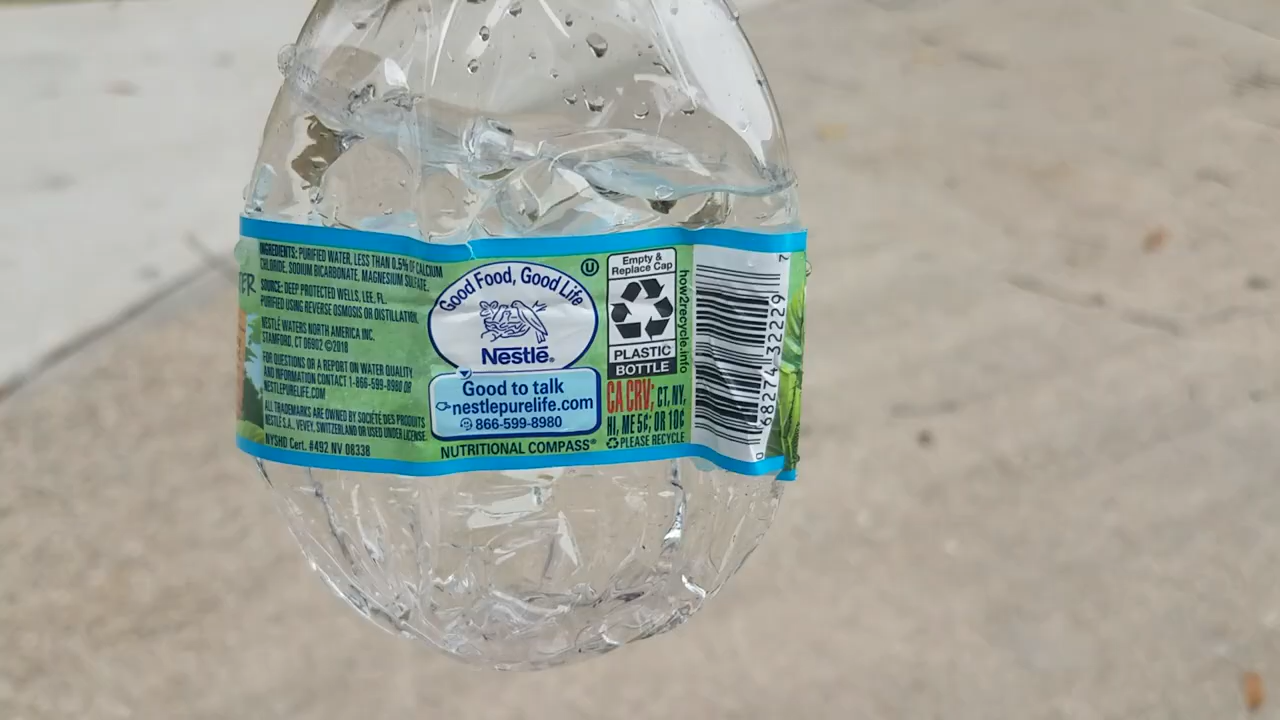 ER
INGREDIENTS: PURIFIED WATER, LESS THAN 0.5% OF CALCIUM
CHLORIDE, SODIUM BICARBONATE, MAGNESIUM SULFATE.
SOURCE: DEEP PROTECTED WELLS, LEE, FL.
PURIFIED USING REVERSE OSMOSIS OR DISTILLATION.
NESTLÉ WATERS NORTH AMERICA INC.
STAMFORD, CT 06902 ©2018
FOR QUESTIONS OR A REPORT ON WATER QUALITY
AND INFORMATION CONTACT 1-866-599-8980 OR
NESTLEPURELIFE.COM
ALL TRADEMARKS ARE OWNED BY SOCIÉTÉ DES PRODUITS
NESTLÉ S.A., VEVEY, SWITZERLAND OR USED UNDER LICENSE.
NYSHD Cert. #492 NV 08338
Good Food, Good Life
Nestlé®
Good to talk
nestlepurelife.com
866-599-8980
NUTRITIONAL COMPASS®
U
Empty &
Replace Cap
PLASTIC
BOTTLE
how2recycle.info
CA CRV; CT, NY,
HI, ME 5¢; OR 10¢
PLEASE RECYCLE
0 68274 32229 7